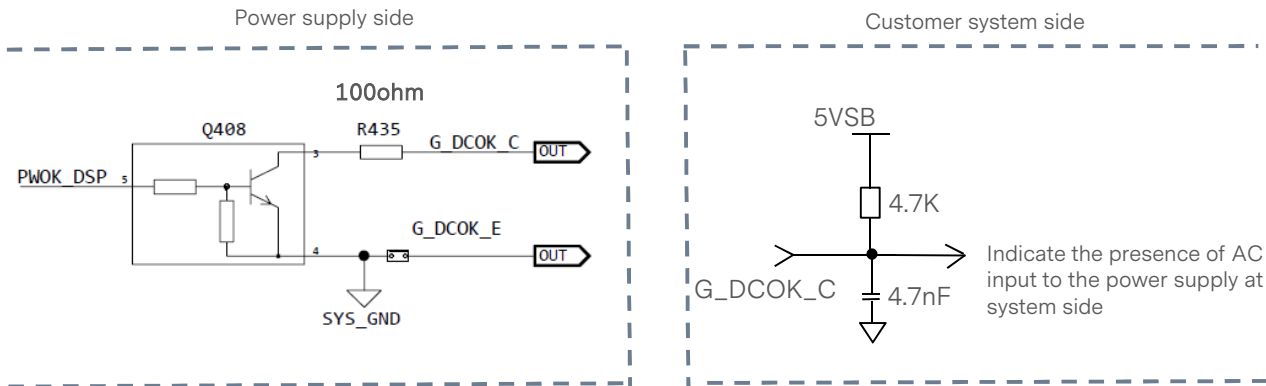 Power supply side
Customer system side
100ohm
Q408
R435
G_DCOK_C
OUT
3
PWOK_DSP
5
G_DCOK_E
4
OUT
SYS_GND
5VSB
4.7K
G_DCOK_C
4.7nF
Indicate the presence of AC
input to the power supply at
system side